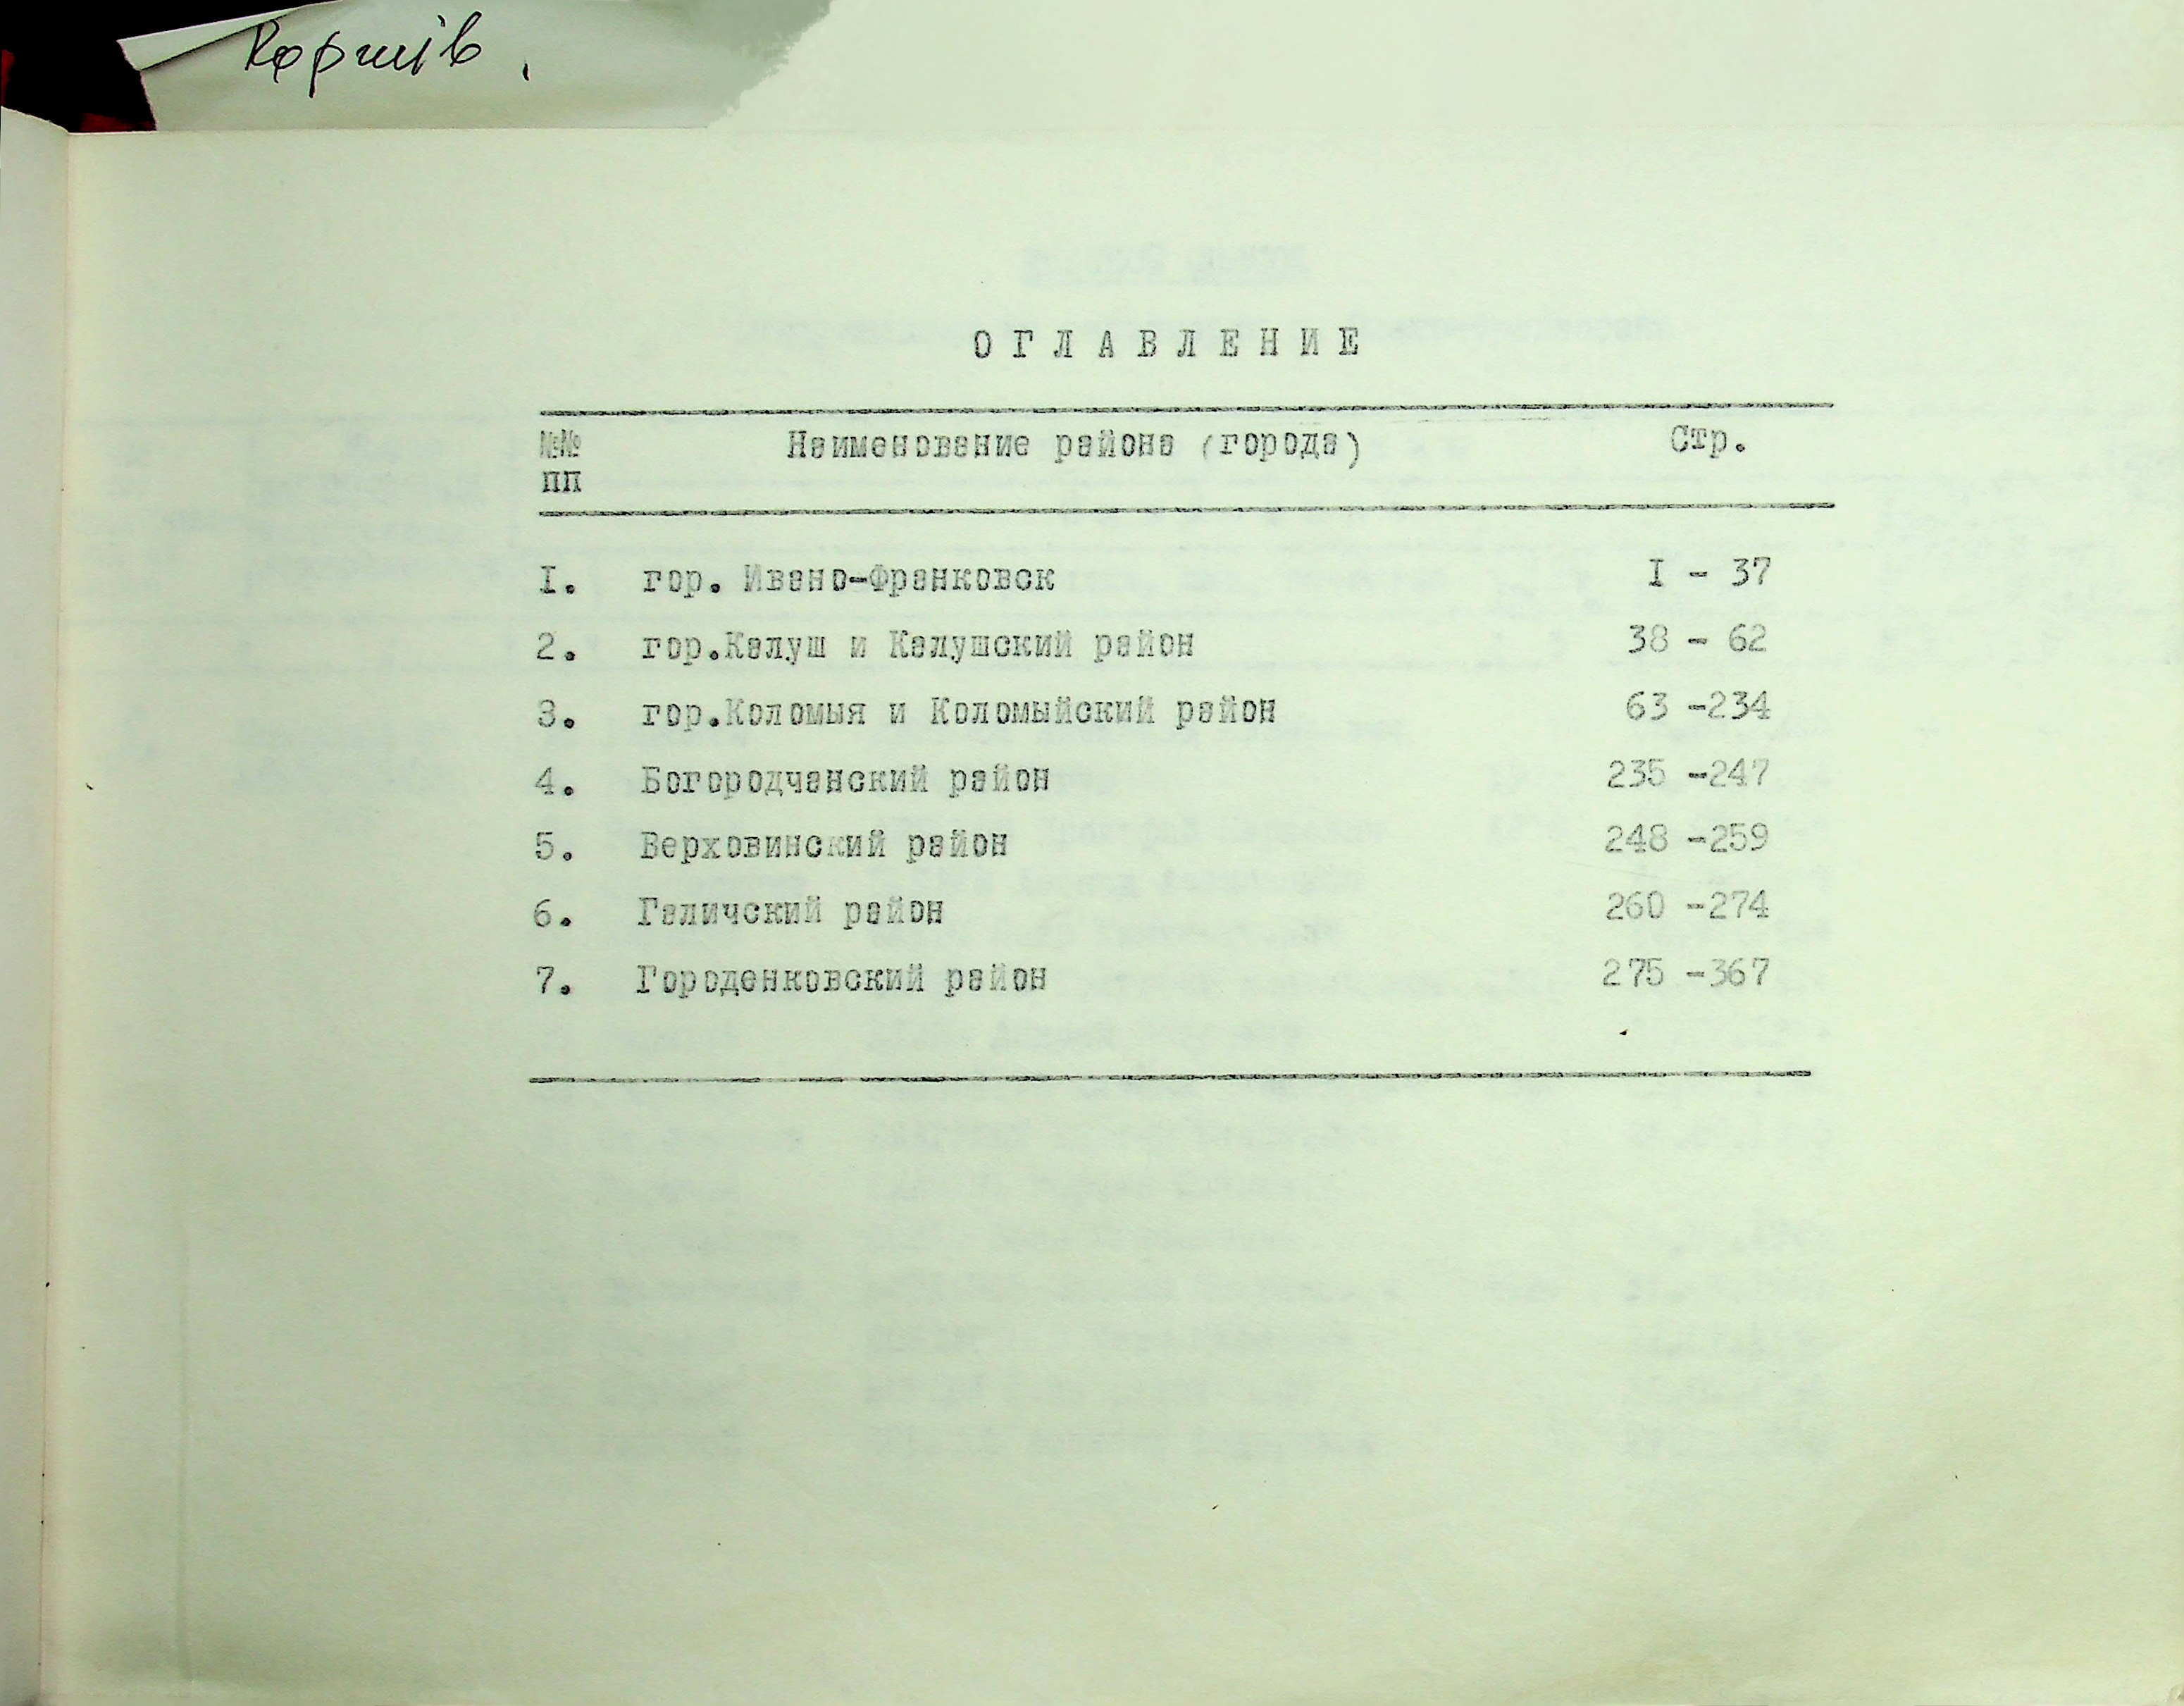 Коршів.
ОГЛАВЛЕНИЕ
№№ Наименование района (города) Стр.
пп
I. гор. Ивано-Франковск I - 37
2. гор.Калуш и Калушский район 38 - 62
3. гор.Коломыя и Коломыйский район 63 -234
4. Богородчанский район 235 -247
5. Верховинский район 248 -259
6. Галичский район 260 -274
7. Городенковский район 275 -367